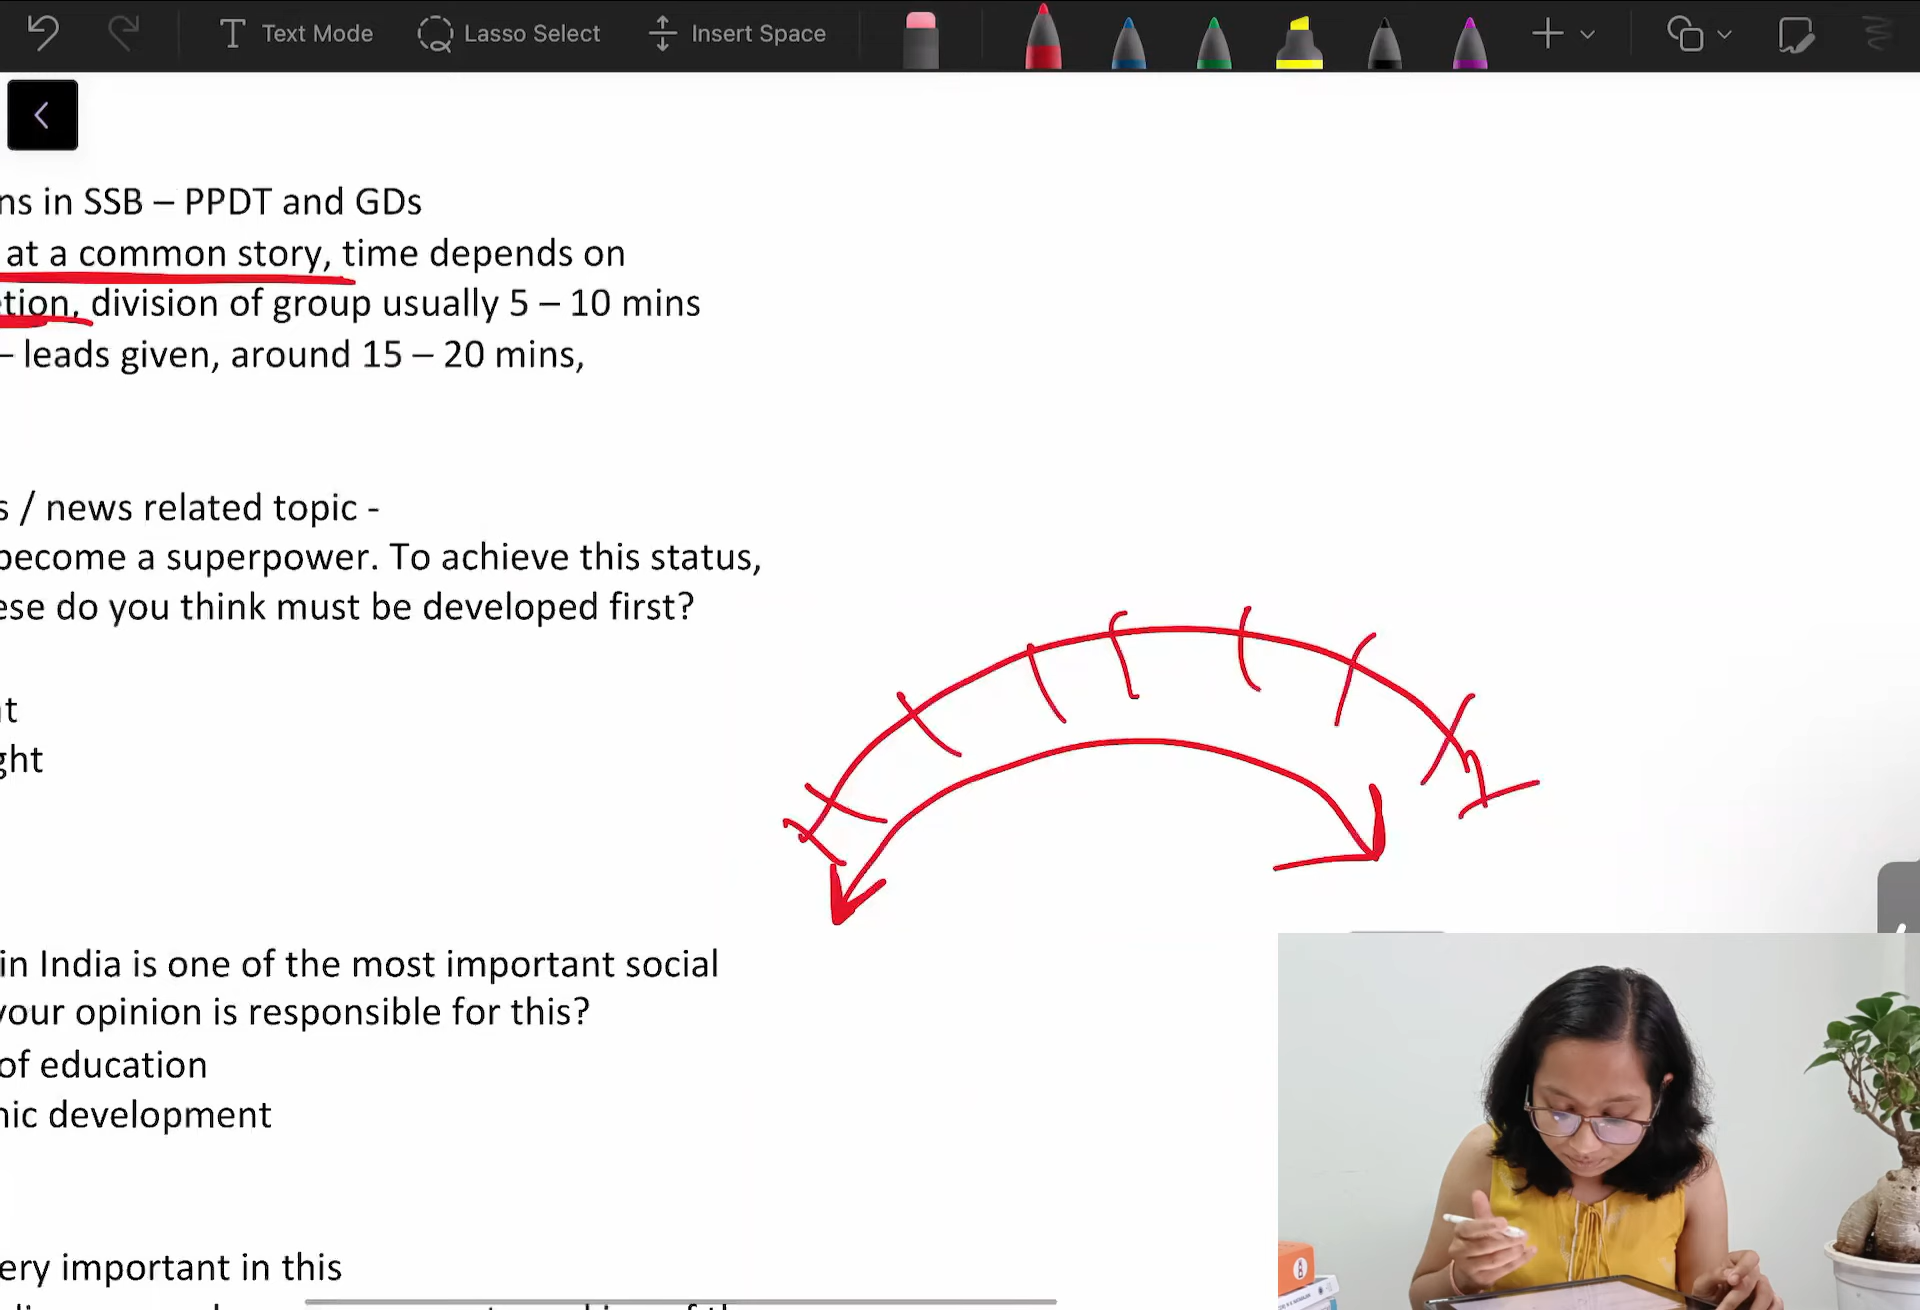 Text Mode Lasso Select Insert Space
ns in SSB – PPDT and GDs
at a common story, time depends on
tion, division of group usually 5 – 10 mins
– leads given, around 15 – 20 mins,
s / news related topic -
become a superpower. To achieve this status,
ese do you think must be developed first?
t
ght
in India is one of the most important social
your opinion is responsible for this?
of education
nic development
ery important in this